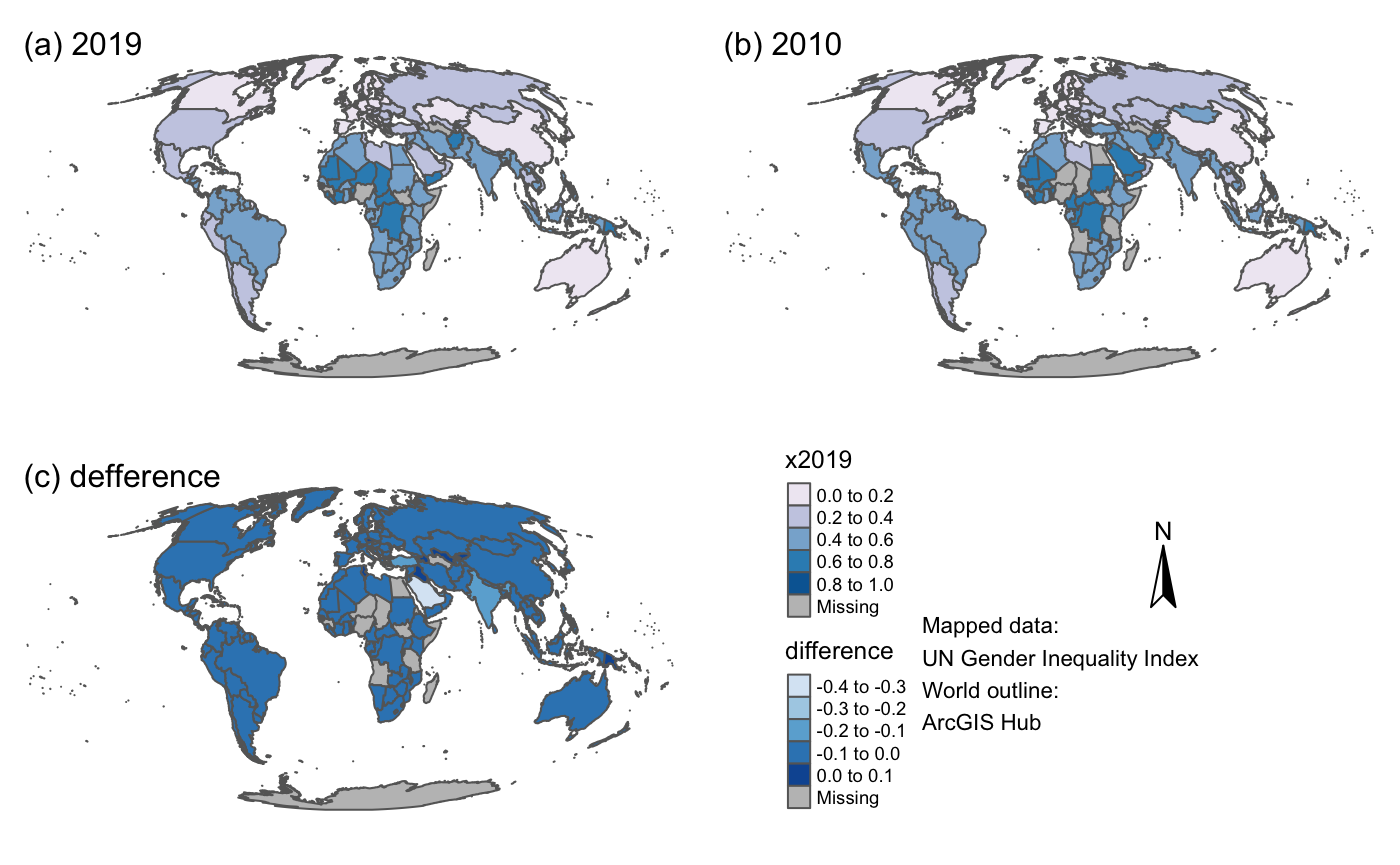 (a) 2019
(b) 2010
(c) defference
x2019
0.0 to 0.2
0.2 to 0.4
0.4 to 0.6
0.6 to 0.8
0.8 to 1.0
Missing
difference
-0.4 to -0.3
-0.3 to -0.2
-0.2 to -0.1
-0.1 to 0.0
0.0 to 0.1
Missing
N
Mapped data:
UN Gender Inequality Index
World outline:
ArcGIS Hub